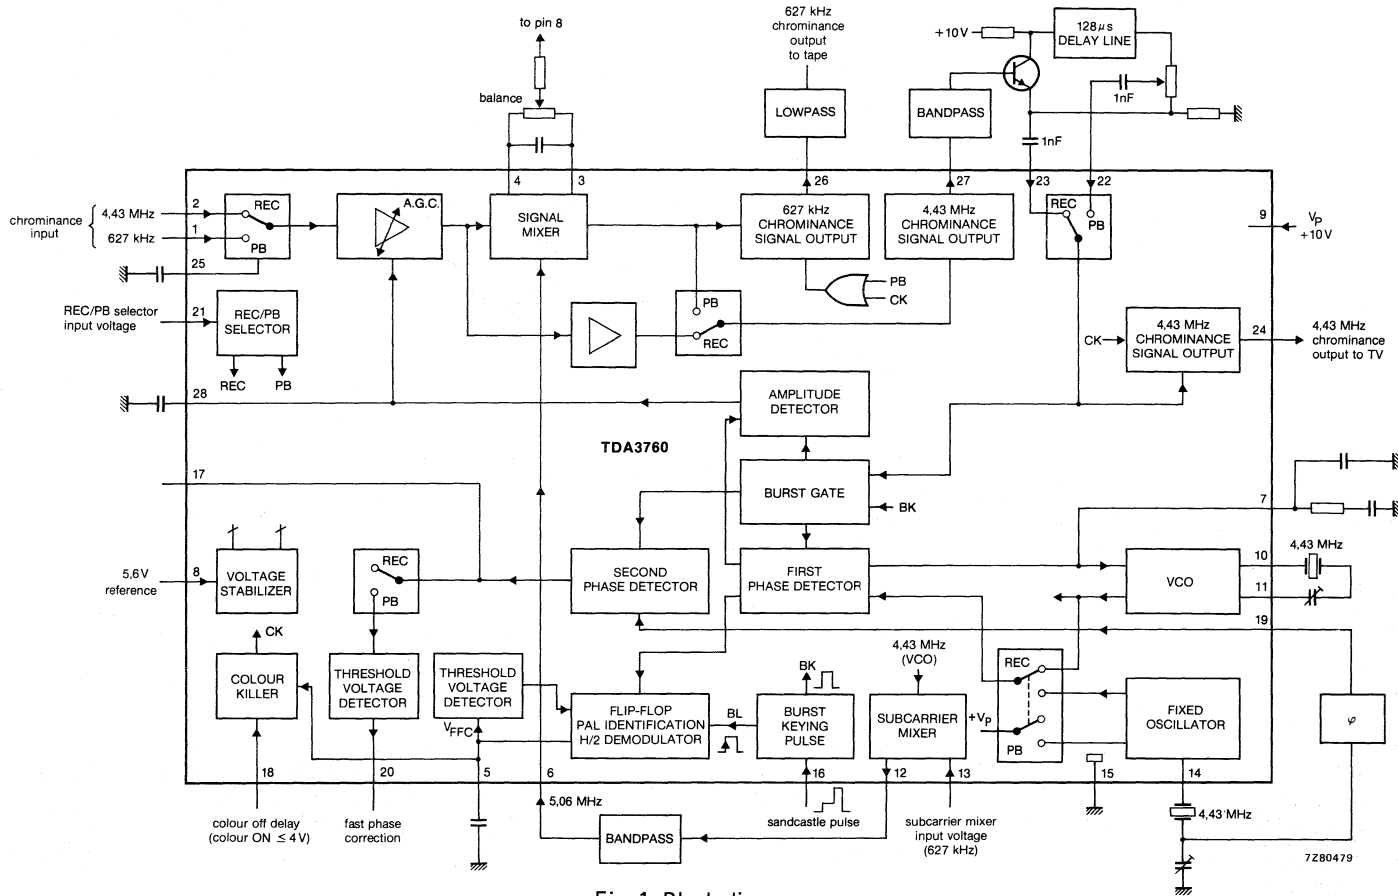 to pin 8
627 kHz
chrominance
output
to tape
+10V
128µs
DELAY LINE
balance
1nF
LOWPASS
BANDPASS
1nF
4
3
26
27
23
22
2
REC
A.G.C.
SIGNAL
MIXER
627 kHz
CHROMINANCE
SIGNAL OUTPUT
4,43 MHz
CHROMINANCE
SIGNAL OUTPUT
REC
PB
9
VP
+10V
chrominance
input
4,43 MHz
627 kHz
1
PB
25
REC/PB selector
input voltage
21
REC/PB
SELECTOR
REC
PB
PB
REC
PB
CK
CK
4,43 MHz
CHROMINANCE
SIGNAL OUTPUT
24
4,43 MHz
chrominance
output to TV
28
AMPLITUDE
DETECTOR
TDA3760
17
BURST GATE
BK
7
5,6V
reference
8
VOLTAGE
STABILIZER
REC
PB
SECOND
PHASE DETECTOR
FIRST
PHASE DETECTOR
VCO
10
4,43 MHz
11
19
CK
COLOUR
KILLER
THRESHOLD
VOLTAGE
DETECTOR
THRESHOLD
VOLTAGE
DETECTOR
VFFC
FLIP-FLOP
PAL IDENTIFICATION
H/2 DEMODULATOR
BL
BK
BURST
KEYING
PULSE
4,43 MHz
(VCO)
SUBCARRIER
MIXER
+VP
REC
PB
FIXED
OSCILLATOR
φ
18
20
5
6
16
12
13
15
14
colour off delay
(colour ON ≤ 4V)
fast phase
correction
5,06 MHz
BANDPASS
sandcastle pulse
subcarrier mixer
input voltage
(627 kHz)
4,43 MHz
7Z80479